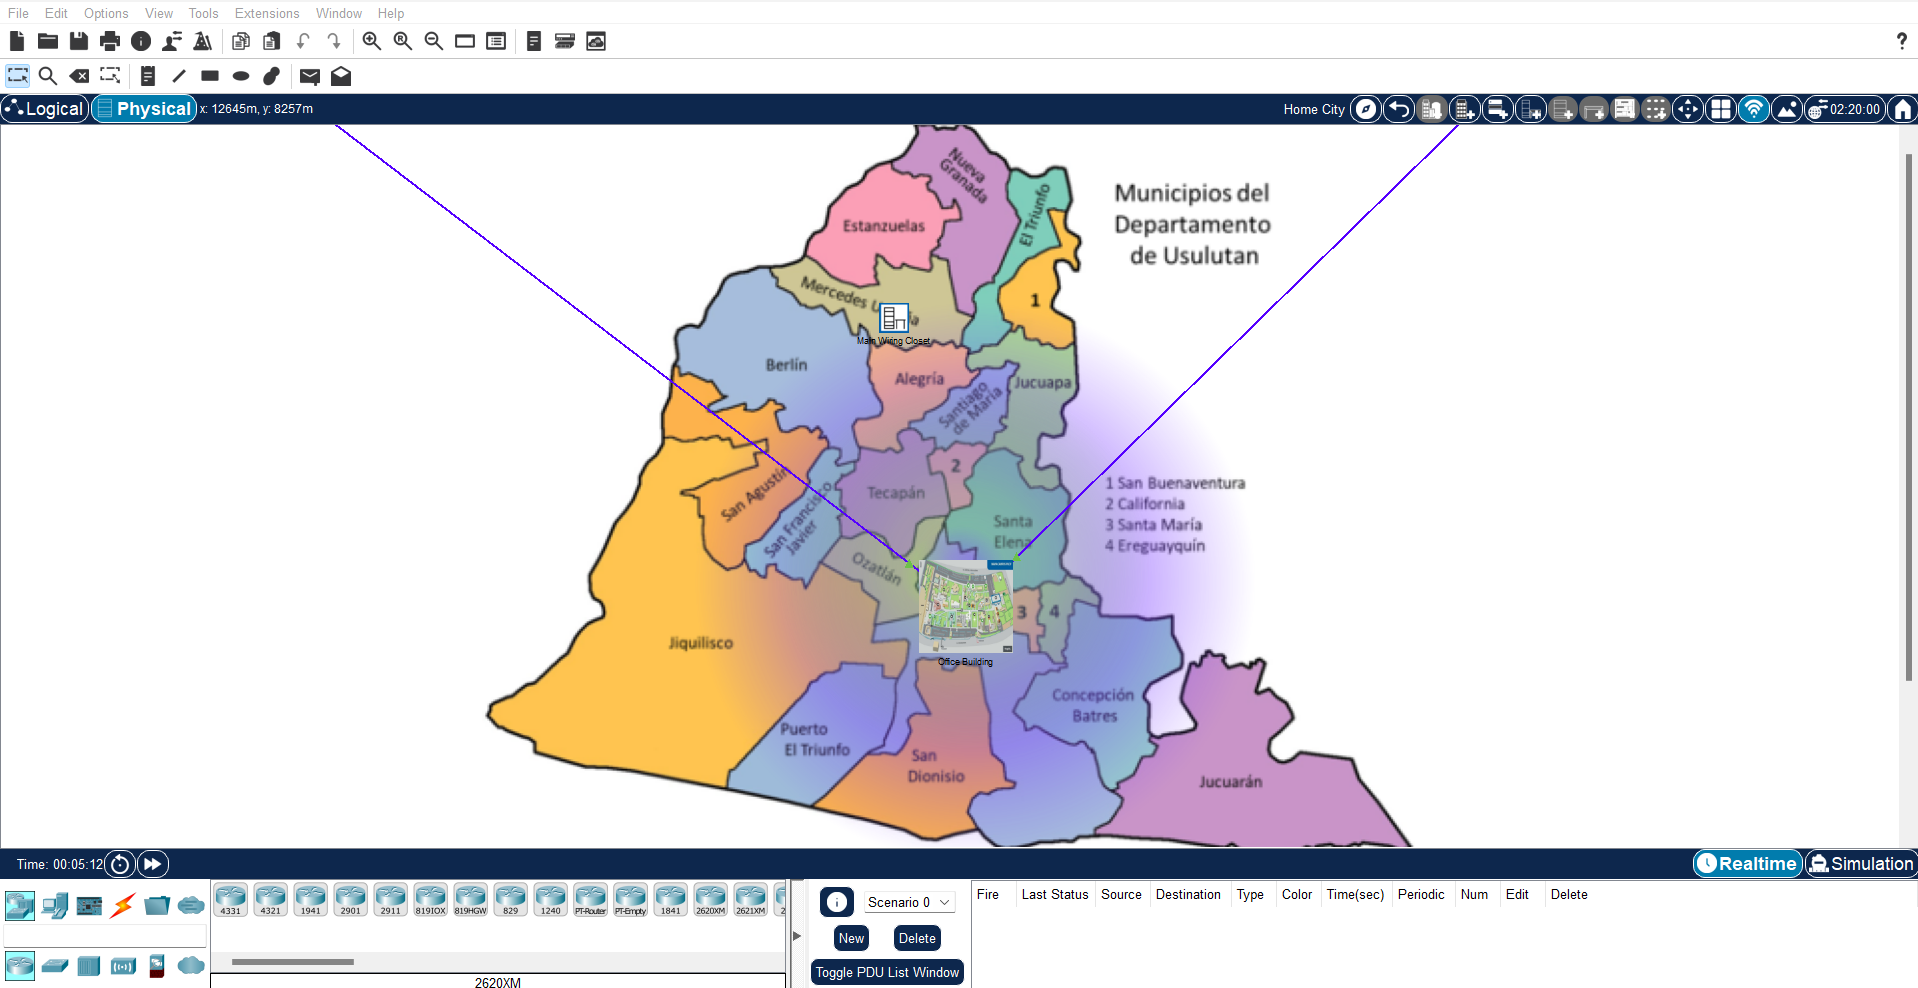 File Edit Options View Tools Extensions Window Help
?
Logical Physical x: 12645m, y: 8257m Home City 02:20:00
Municipios del
Departamento
de Usulutan
Nueva
Granada
El Triunfo
Estanzuelas
1
Mercedes
Main Wiring Closet
Berlín
Alegría
Santiago
de María
Jucuapa
2
Tecapán
San Agustín
San Francisco
Javier
Santa
Elena
1 San Buenaventura
2 California
3 Santa María
4 Ereguayquín
Ozatlán
3 4
Jiquilisco
Office Building
Concepción
Batres
Puerto
El Triunfo
San
Dionisio
Jucuarán
Time: 00:05:12 Realtime Simulation
4331 4321 1941 2901 2911 819IOX 819HGW 829 1240 PT-Router PT-Empty 1841 2620XM 2621XM 2
2620XM
Scenario 0
New Delete
Toggle PDU List Window
Fire Last Status Source Destination Type Color Time(sec) Periodic Num Edit Delete